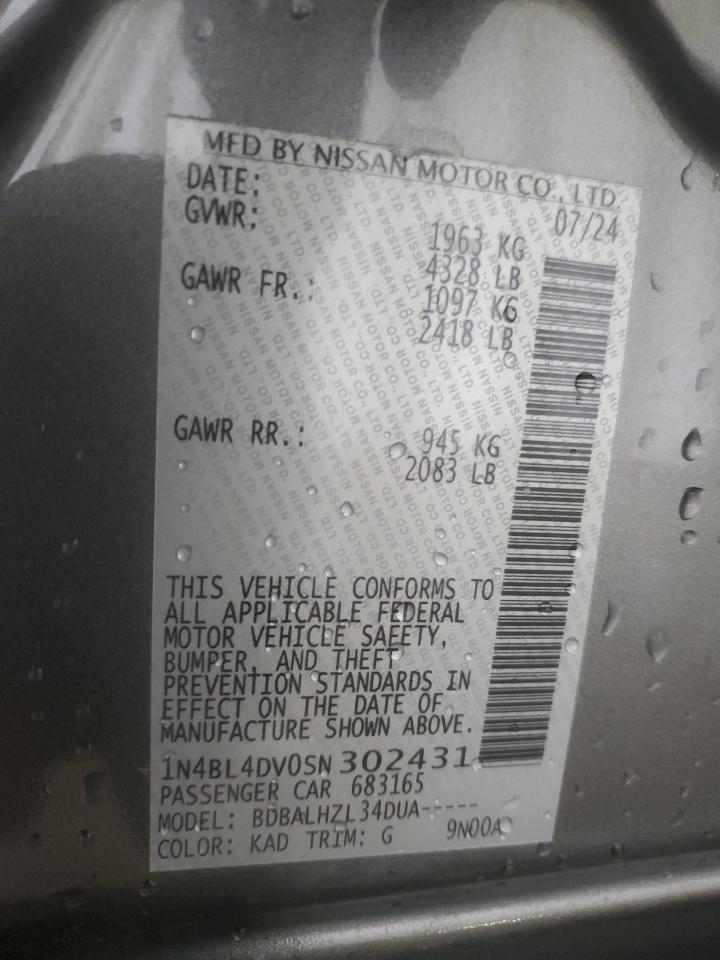 MFD BY NISSAN MOTOR CO., LTD.
DATE: 07/24
GVWR: 1963 KG
4328 LB
GAWR FR.: 1097 KG
2418 LB
GAWR RR.: 945 KG
2083 LB
THIS VEHICLE CONFORMS TO
ALL APPLICABLE FEDERAL
MOTOR VEHICLE SAFETY,
BUMPER, AND THEFT
PREVENTION STANDARDS IN
EFFECT ON THE DATE OF
MANUFACTURE SHOWN ABOVE.
1N4BL4DV0SN302431
PASSENGER CAR 683165
MODEL: BDBALHZL34DUA-----
COLOR: KAD TRIM: G 9N00A